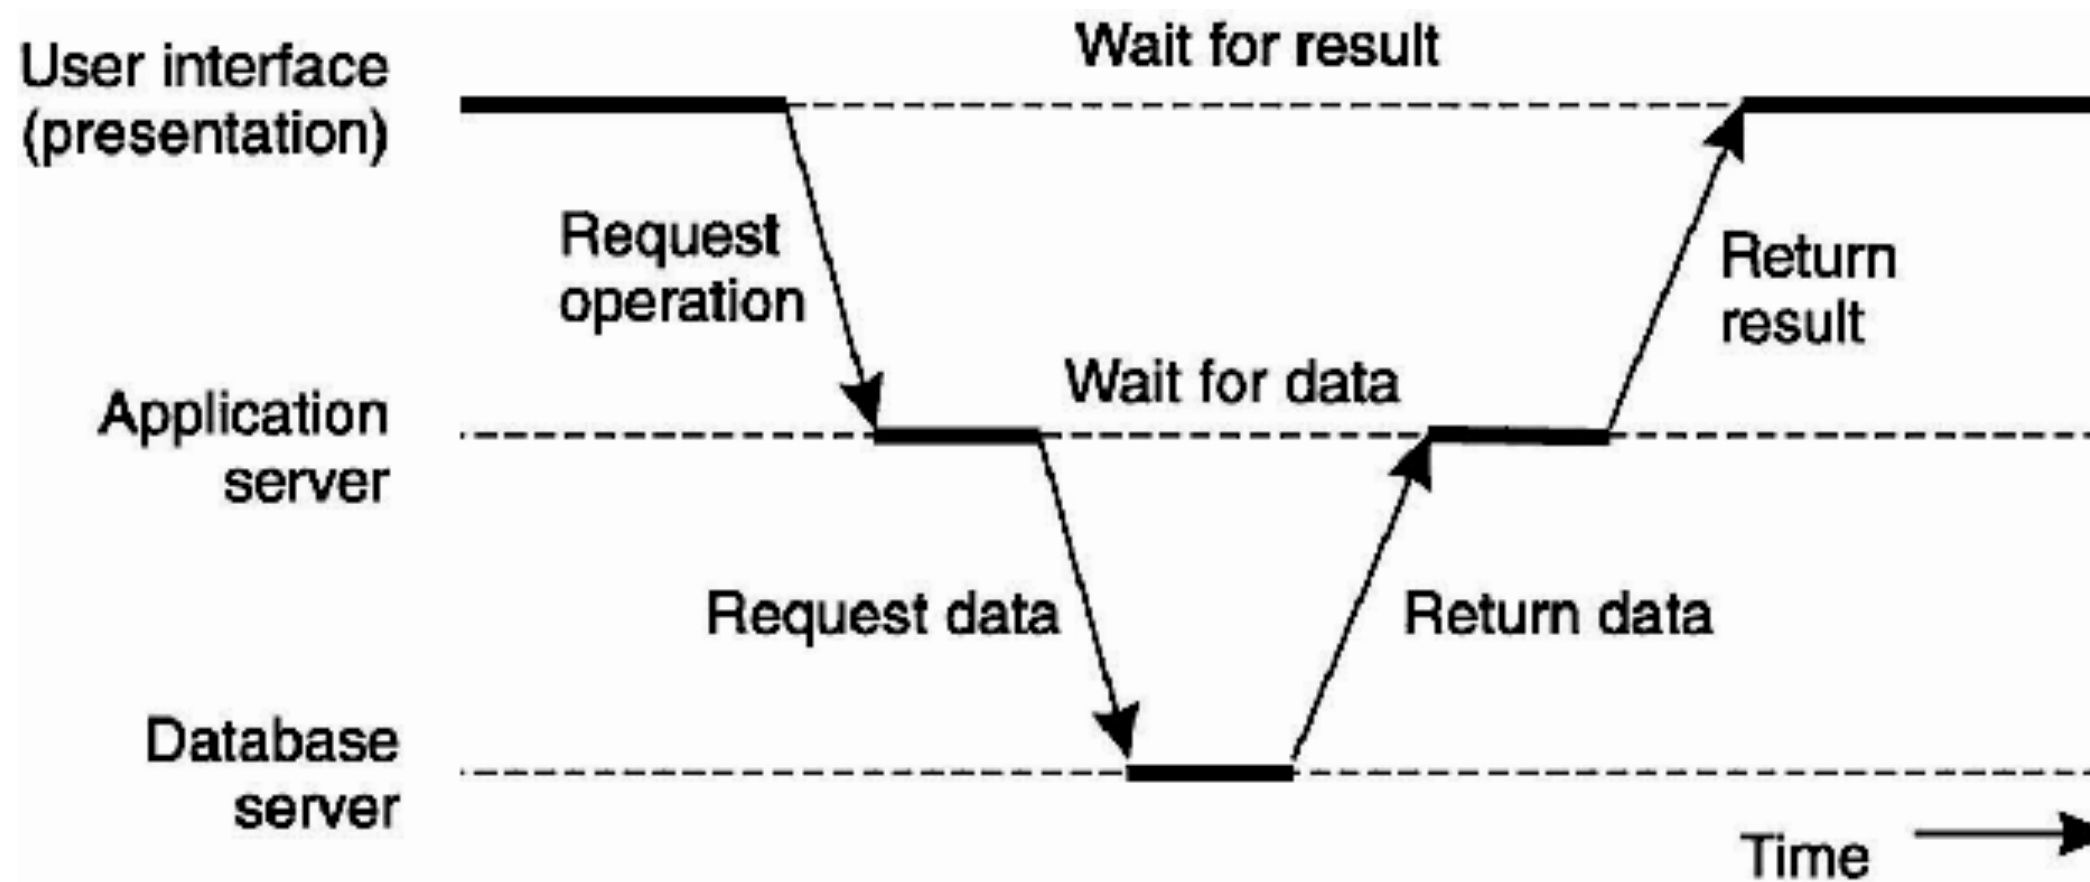 User interface
(presentation)
Wait for result
Request
operation
Return
result
Application
server
Wait for data
Request data
Return data
Database
server
Time